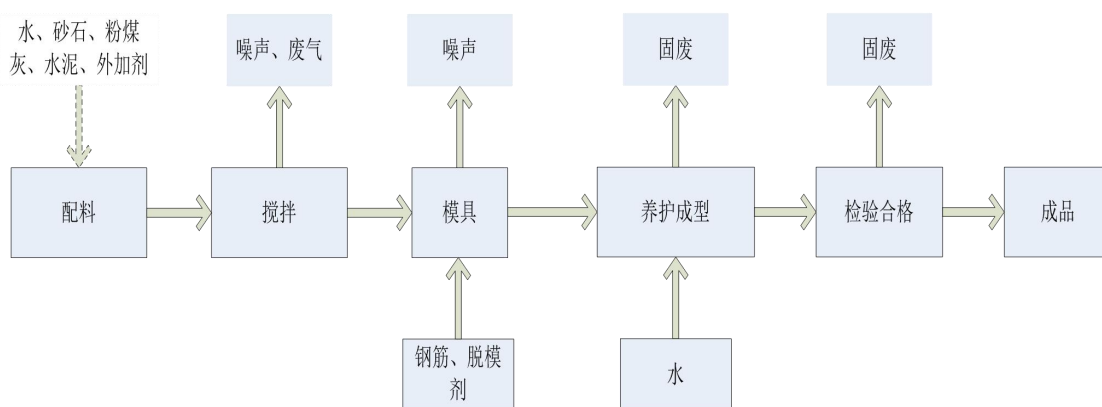 水、砂石、粉煤
灰、水泥、外加剂
噪声、废气
噪声
固废
固废
配料
搅拌
模具
养护成型
检验合格
成品
钢筋、脱模
剂
水